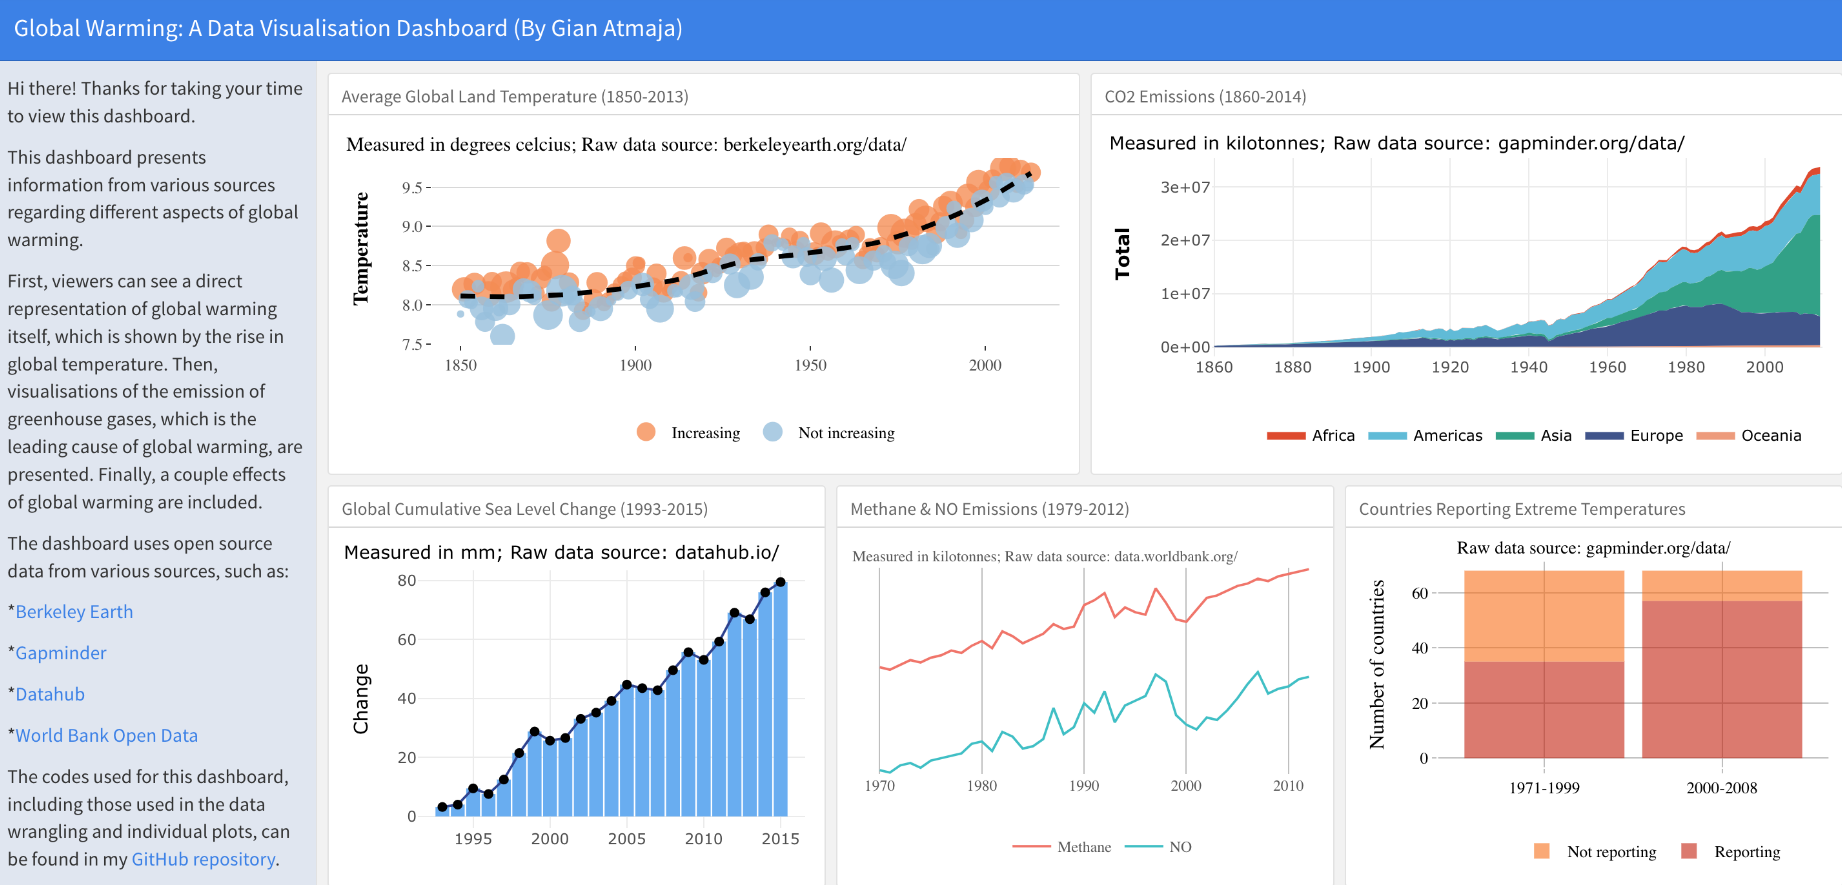 Global Warming: A Data Visualisation Dashboard (By Gian Atmaja)
Hi there! Thanks for taking your time
to view this dashboard.
This dashboard presents
information from various sources
regarding different aspects of global
warming.
First, viewers can see a direct
representation of global warming
itself, which is shown by the rise in
global temperature. Then,
visualisations of the emission of
greenhouse gases, which is the
leading cause of global warming, are
presented. Finally, a couple effects
of global warming are included.
The dashboard uses open source
data from various sources, such as:
*Berkeley Earth
*Gapminder
*Datahub
*World Bank Open Data
The codes used for this dashboard,
including those used in the data
wrangling and individual plots, can
be found in my GitHub repository.
Average Global Land Temperature (1850-2013)
Measured in degrees celcius; Raw data source: berkeleyearth.org/data/
Temperature
9.5
9.0
8.5
8.0
7.5
1850 1900 1950 2000
Increasing Not increasing
CO2 Emissions (1860-2014)
Measured in kilotonnes; Raw data source: gapminder.org/data/
Total
3e+07
2e+07
1e+07
0e+00
1860 1880 1900 1920 1940 1960 1980 2000
Africa Americas Asia Europe Oceania
Global Cumulative Sea Level Change (1993-2015)
Measured in mm; Raw data source: datahub.io/
Change
80
60
40
20
0
1995 2000 2005 2010 2015
Methane & NO Emissions (1979-2012)
Measured in kilotonnes; Raw data source: data.worldbank.org/
1970 1980 1990 2000 2010
Methane NO
Countries Reporting Extreme Temperatures
Raw data source: gapminder.org/data/
Number of countries
60
40
20
0
1971-1999 2000-2008
Not reporting Reporting